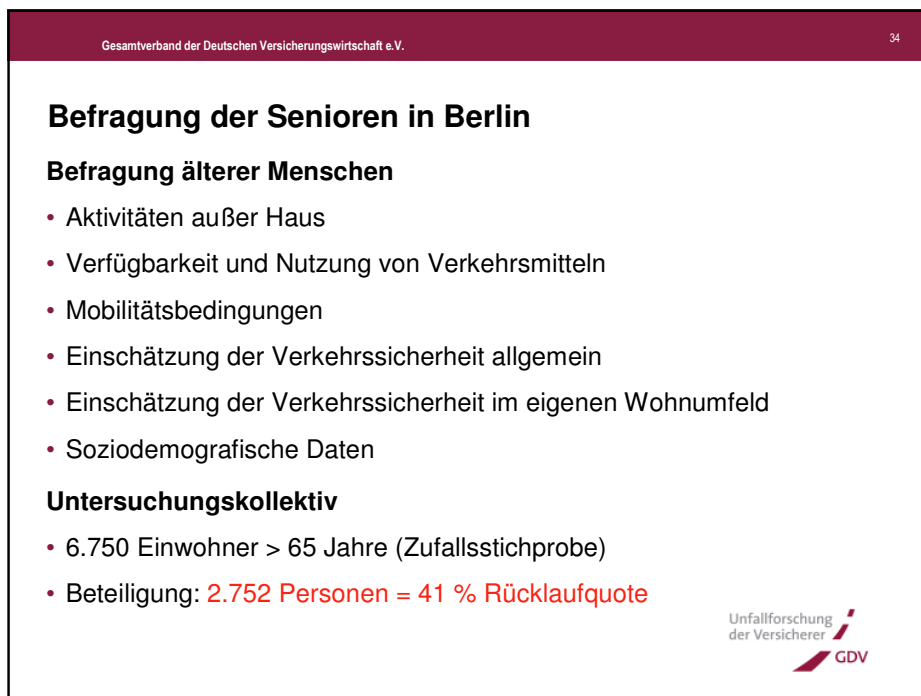 Gesamtverband der Deutschen Versicherungswirtschaft e.V.
34
Befragung der Senioren in Berlin
Befragung älterer Menschen
• Aktivitäten außer Haus
• Verfügbarkeit und Nutzung von Verkehrsmitteln
• Mobilitätsbedingungen
• Einschätzung der Verkehrssicherheit allgemein
• Einschätzung der Verkehrssicherheit im eigenen Wohnumfeld
• Soziodemografische Daten
Untersuchungskollektiv
• 6.750 Einwohner > 65 Jahre (Zufallsstichprobe)
• Beteiligung: 2.752 Personen = 41 % Rücklaufquote
Unfallforschung
der Versicherer
GDV